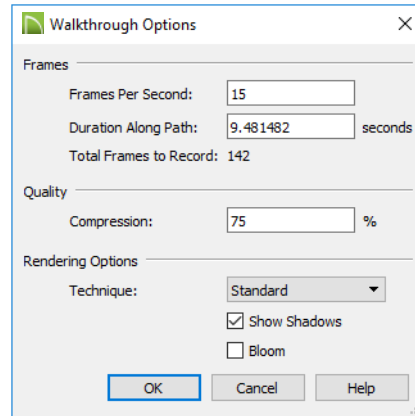 Walkthrough Options
Frames
Frames Per Second: 15
Duration Along Path: 9.481482 seconds
Total Frames to Record: 142
Quality
Compression: 75 %
Rendering Options
Technique: Standard
Show Shadows
Bloom
OK Cancel Help